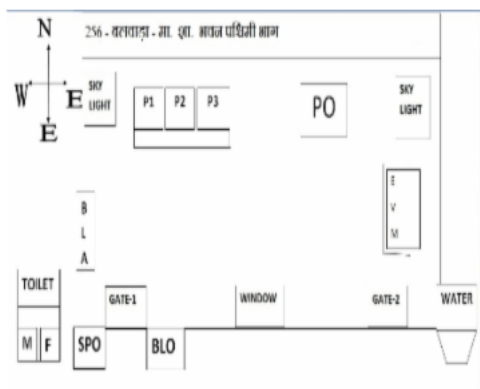 N
256 - बलवाड़ा - मा. शा. भवन पश्चिमी भाग
W
E
E
SKY
LIGHT
P1
P2
P3
PO
SKY
LIGHT
B
L
A
E
V
M
TOILET
M
F
GATE-1
WINDOW
GATE-2
WATER
SPO
BLO